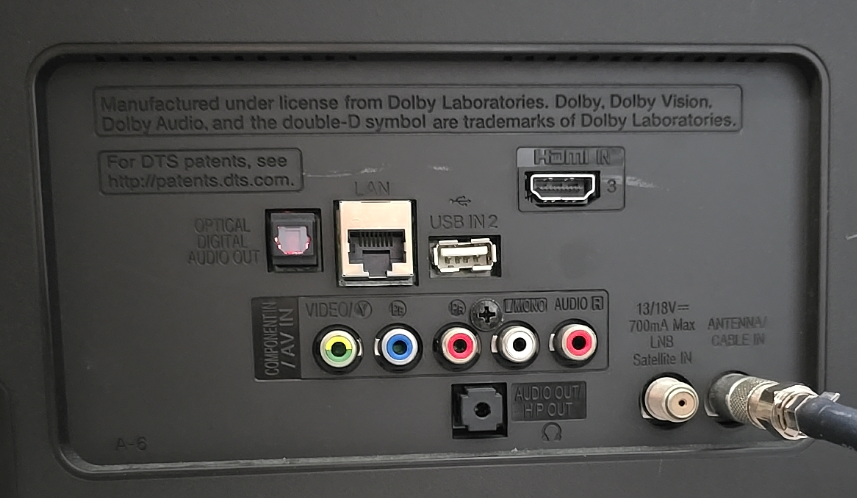 Manufactured under license from Dolby Laboratories. Dolby, Dolby Vision,
Dolby Audio, and the double-D symbol are trademarks of Dolby Laboratories.
For DTS patents, see
http://patents.dts.com.
HDMI IN
3
LAN
USB IN 2
OPTICAL
DIGITAL
AUDIO OUT
COMPONENT IN
/ AV IN
VIDEO/Y
PB
PR
L/MONO
AUDIO R
13/18V⎓
700mA Max
LNB
Satellite IN
ANTENNA/
CABLE IN
AUDIO OUT/
H/P OUT
A-6